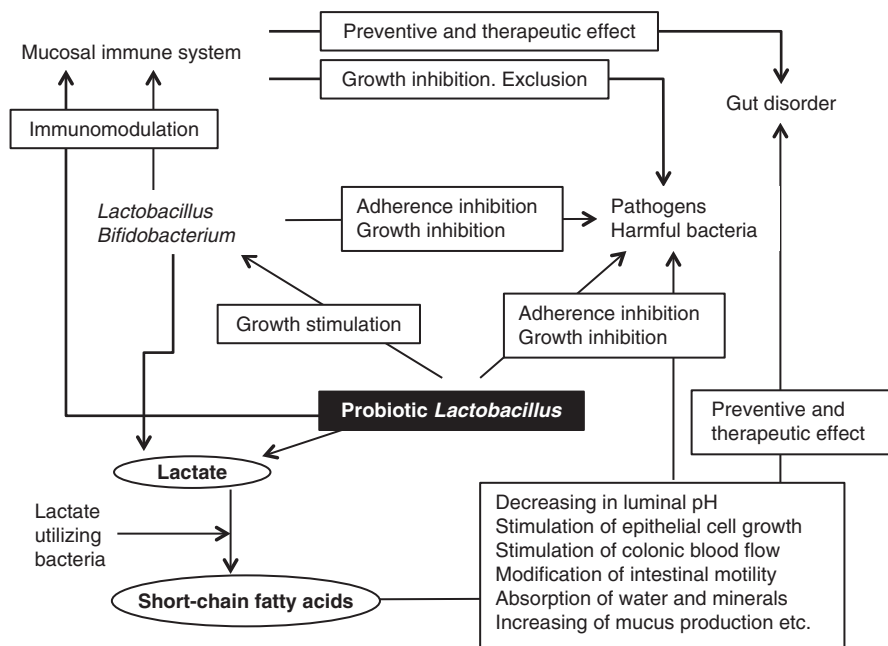 Preventive and therapeutic effect
Mucosal immune system
Growth inhibition. Exclusion
Gut disorder
Immunomodulation
Lactobacillus
Bifidobacterium
Adherence inhibition
Growth inhibition
Pathogens
Harmful bacteria
Growth stimulation
Adherence inhibition
Growth inhibition
Probiotic Lactobacillus
Preventive and
therapeutic effect
Lactate
Lactate
utilizing
bacteria
Decreasing in luminal pH
Stimulation of epithelial cell growth
Stimulation of colonic blood flow
Modification of intestinal motility
Absorption of water and minerals
Increasing of mucus production etc.
Short-chain fatty acids